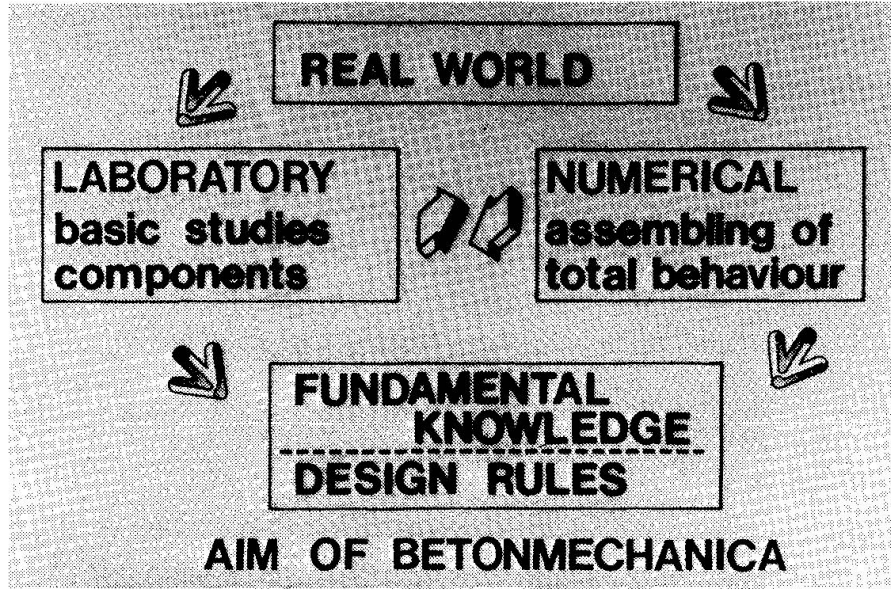 REAL WORLD
LABORATORY
basic studies
components
NUMERICAL
assembling of
total behaviour
FUNDAMENTAL
KNOWLEDGE
DESIGN RULES
AIM OF BETONMECHANICA